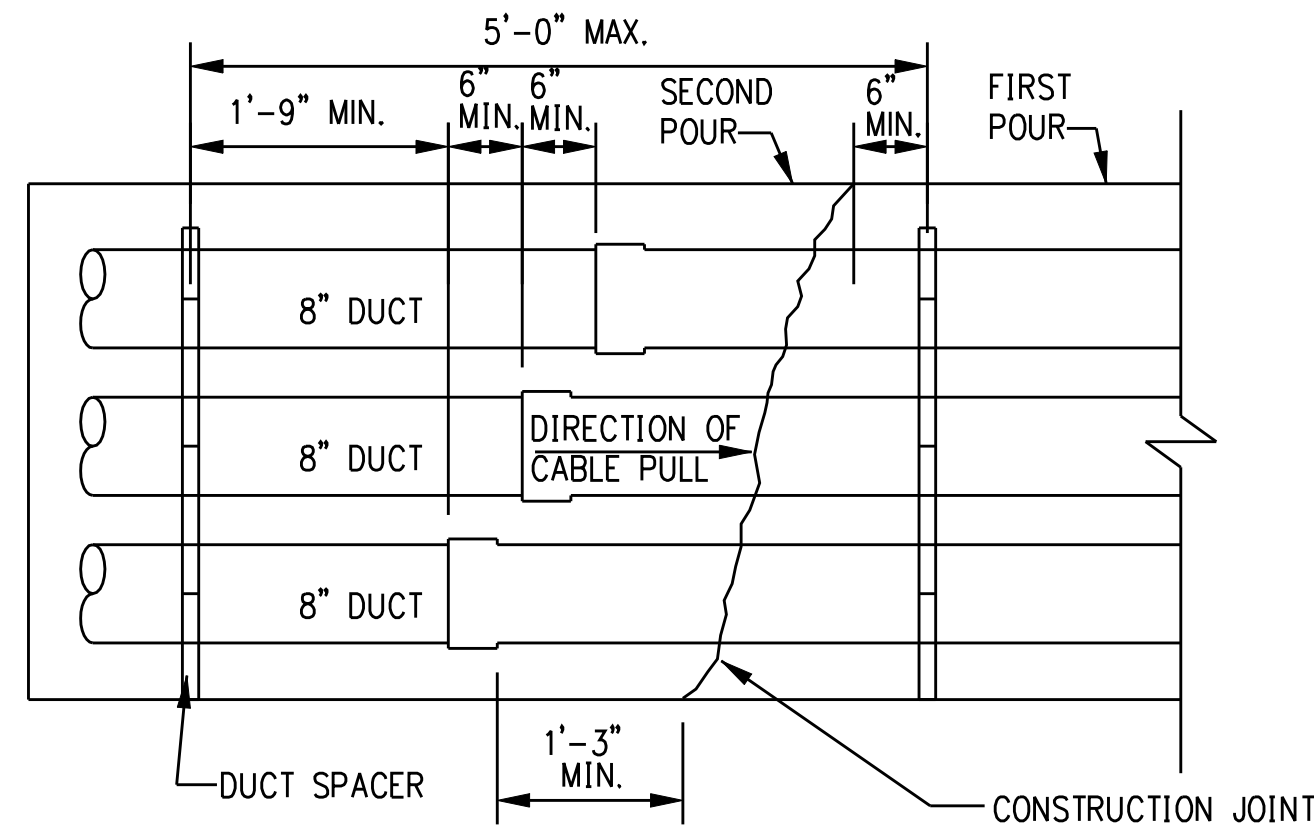 5'-0" MAX.
1'-9" MIN.
6"
MIN.
6"
MIN.
SECOND
POUR
6"
MIN.
FIRST
POUR
8" DUCT
8" DUCT
DIRECTION OF
CABLE PULL
8" DUCT
1'-3"
MIN.
DUCT SPACER
CONSTRUCTION JOINT